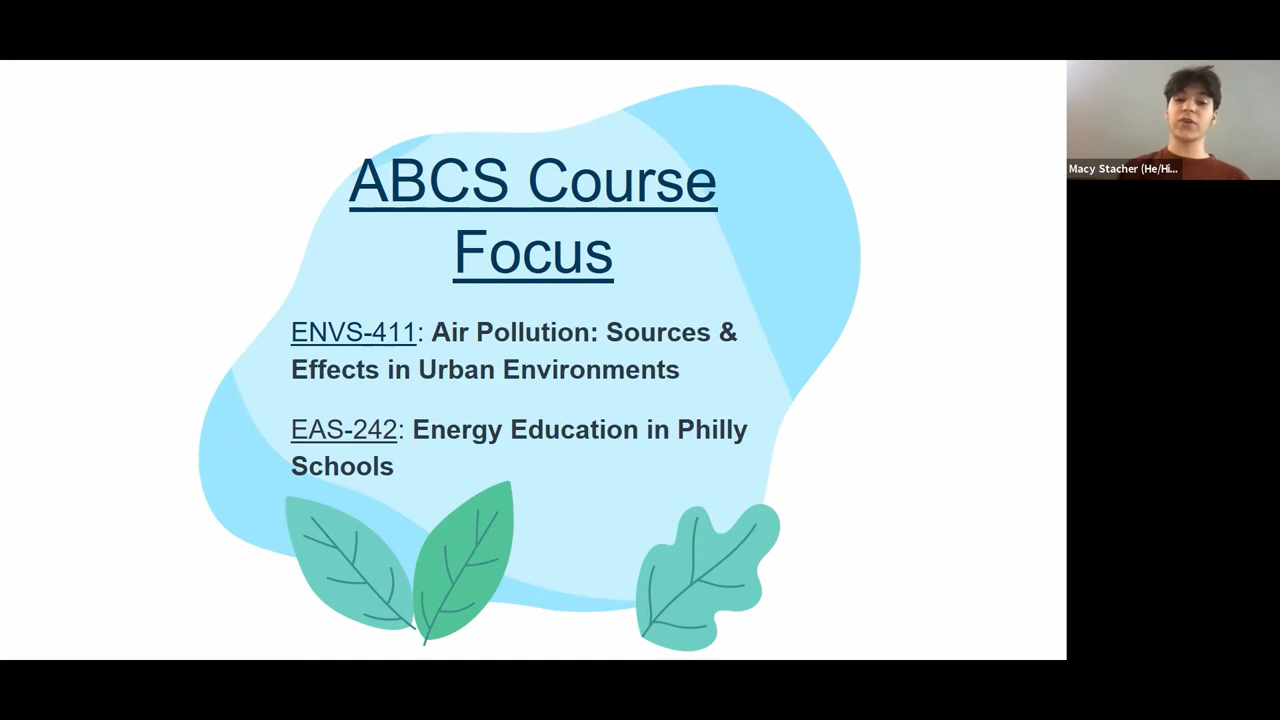 ABCS Course
Focus
ENVS-411: Air Pollution: Sources &
Effects in Urban Environments
EAS-242: Energy Education in Philly
Schools
Macy Stacher (He/Hi...